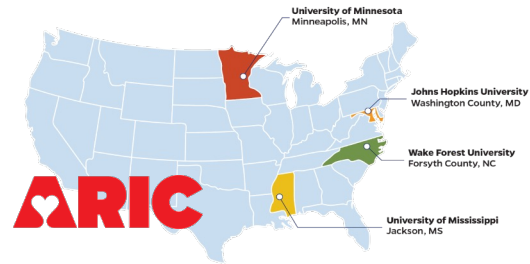 University of Minnesota
Minneapolis, MN
Johns Hopkins University
Washington County, MD
Wake Forest University
Forsyth County, NC
ARIC
University of Mississippi
Jackson, MS